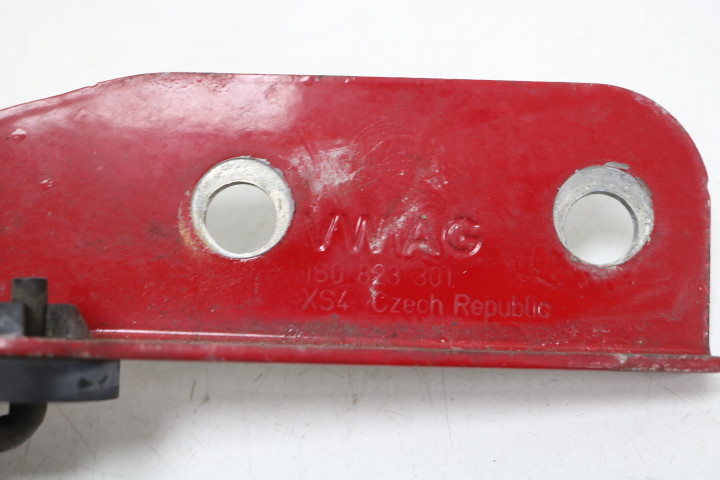 VWAG
1S0 823 301
XS4 Czech Republic